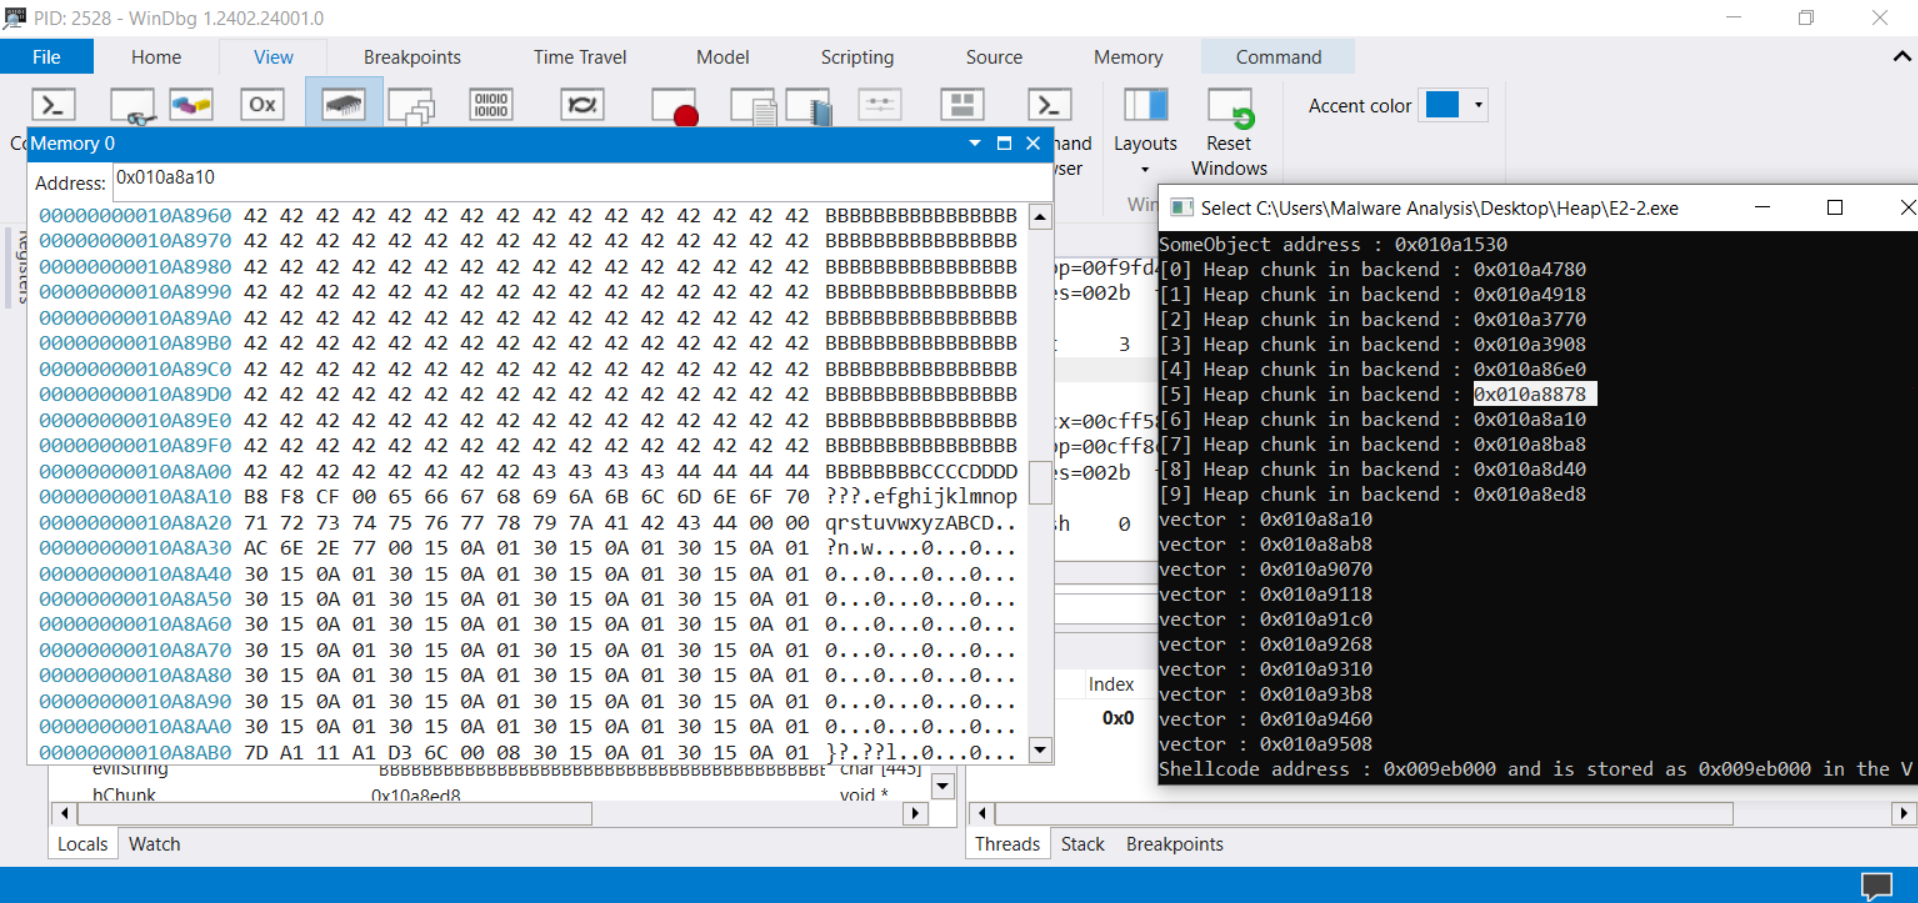 PID: 2528 - WinDbg 1.2402.24001.0
File Home View Breakpoints Time Travel Model Scripting Source Memory Command
Accent color
Layouts
Reset
Windows
Memory 0
Address: 0x010a8a10
00000000010A8960 42 42 42 42 42 42 42 42 42 42 42 42 42 42 42 42 BBBBBBBBBBBBBBBB
00000000010A8970 42 42 42 42 42 42 42 42 42 42 42 42 42 42 42 42 BBBBBBBBBBBBBBBB
00000000010A8980 42 42 42 42 42 42 42 42 42 42 42 42 42 42 42 42 BBBBBBBBBBBBBBBB
00000000010A8990 42 42 42 42 42 42 42 42 42 42 42 42 42 42 42 42 BBBBBBBBBBBBBBBB
00000000010A89A0 42 42 42 42 42 42 42 42 42 42 42 42 42 42 42 42 BBBBBBBBBBBBBBBB
00000000010A89B0 42 42 42 42 42 42 42 42 42 42 42 42 42 42 42 42 BBBBBBBBBBBBBBBB
00000000010A89C0 42 42 42 42 42 42 42 42 42 42 42 42 42 42 42 42 BBBBBBBBBBBBBBBB
00000000010A89D0 42 42 42 42 42 42 42 42 42 42 42 42 42 42 42 42 BBBBBBBBBBBBBBBB
00000000010A89E0 42 42 42 42 42 42 42 42 42 42 42 42 42 42 42 42 BBBBBBBBBBBBBBBB
00000000010A89F0 42 42 42 42 42 42 42 42 42 42 42 42 42 42 42 42 BBBBBBBBBBBBBBBB
00000000010A8A00 42 42 42 42 42 42 42 42 43 43 43 43 44 44 44 44 BBBBBBBBCCCCDDDD
00000000010A8A10 B8 F8 CF 00 65 66 67 68 69 6A 6B 6C 6D 6E 6F 70 ???.efghijklmnop
00000000010A8A20 71 72 73 74 75 76 77 78 79 7A 41 42 43 44 00 00 qrstuvwxyzABCD..
00000000010A8A30 AC 6E 2E 77 00 15 0A 01 30 15 0A 01 30 15 0A 01 ?n.w....0...0...
00000000010A8A40 30 15 0A 01 30 15 0A 01 30 15 0A 01 30 15 0A 01 0...0...0...0...
00000000010A8A50 30 15 0A 01 30 15 0A 01 30 15 0A 01 30 15 0A 01 0...0...0...0...
00000000010A8A60 30 15 0A 01 30 15 0A 01 30 15 0A 01 30 15 0A 01 0...0...0...0...
00000000010A8A70 30 15 0A 01 30 15 0A 01 30 15 0A 01 30 15 0A 01 0...0...0...0...
00000000010A8A80 30 15 0A 01 30 15 0A 01 30 15 0A 01 30 15 0A 01 0...0...0...0...
00000000010A8A90 30 15 0A 01 30 15 0A 01 30 15 0A 01 30 15 0A 01 0...0...0...0...
00000000010A8AA0 30 15 0A 01 30 15 0A 01 30 15 0A 01 30 15 0A 01 0...0...0...0...
00000000010A8AB0 7D A1 11 A1 D3 6C 00 08 30 15 0A 01 30 15 0A 01 }?.??l..0...0...
hChunk 0x10a8ed8 void *
Locals Watch
3
0
Index
0x0
Threads Stack Breakpoints
Select C:\Users\Malware Analysis\Desktop\Heap\E2-2.exe
SomeObject address : 0x010a1530
[0] Heap chunk in backend : 0x010a4780
[1] Heap chunk in backend : 0x010a4918
[2] Heap chunk in backend : 0x010a3770
[3] Heap chunk in backend : 0x010a3908
[4] Heap chunk in backend : 0x010a86e0
[5] Heap chunk in backend : 0x010a8878
[6] Heap chunk in backend : 0x010a8a10
[7] Heap chunk in backend : 0x010a8ba8
[8] Heap chunk in backend : 0x010a8d40
[9] Heap chunk in backend : 0x010a8ed8
vector : 0x010a8a10
vector : 0x010a8ab8
vector : 0x010a9070
vector : 0x010a9118
vector : 0x010a91c0
vector : 0x010a9268
vector : 0x010a9310
vector : 0x010a93b8
vector : 0x010a9460
vector : 0x010a9508
Shellcode address : 0x009eb000 and is stored as 0x009eb000 in the V